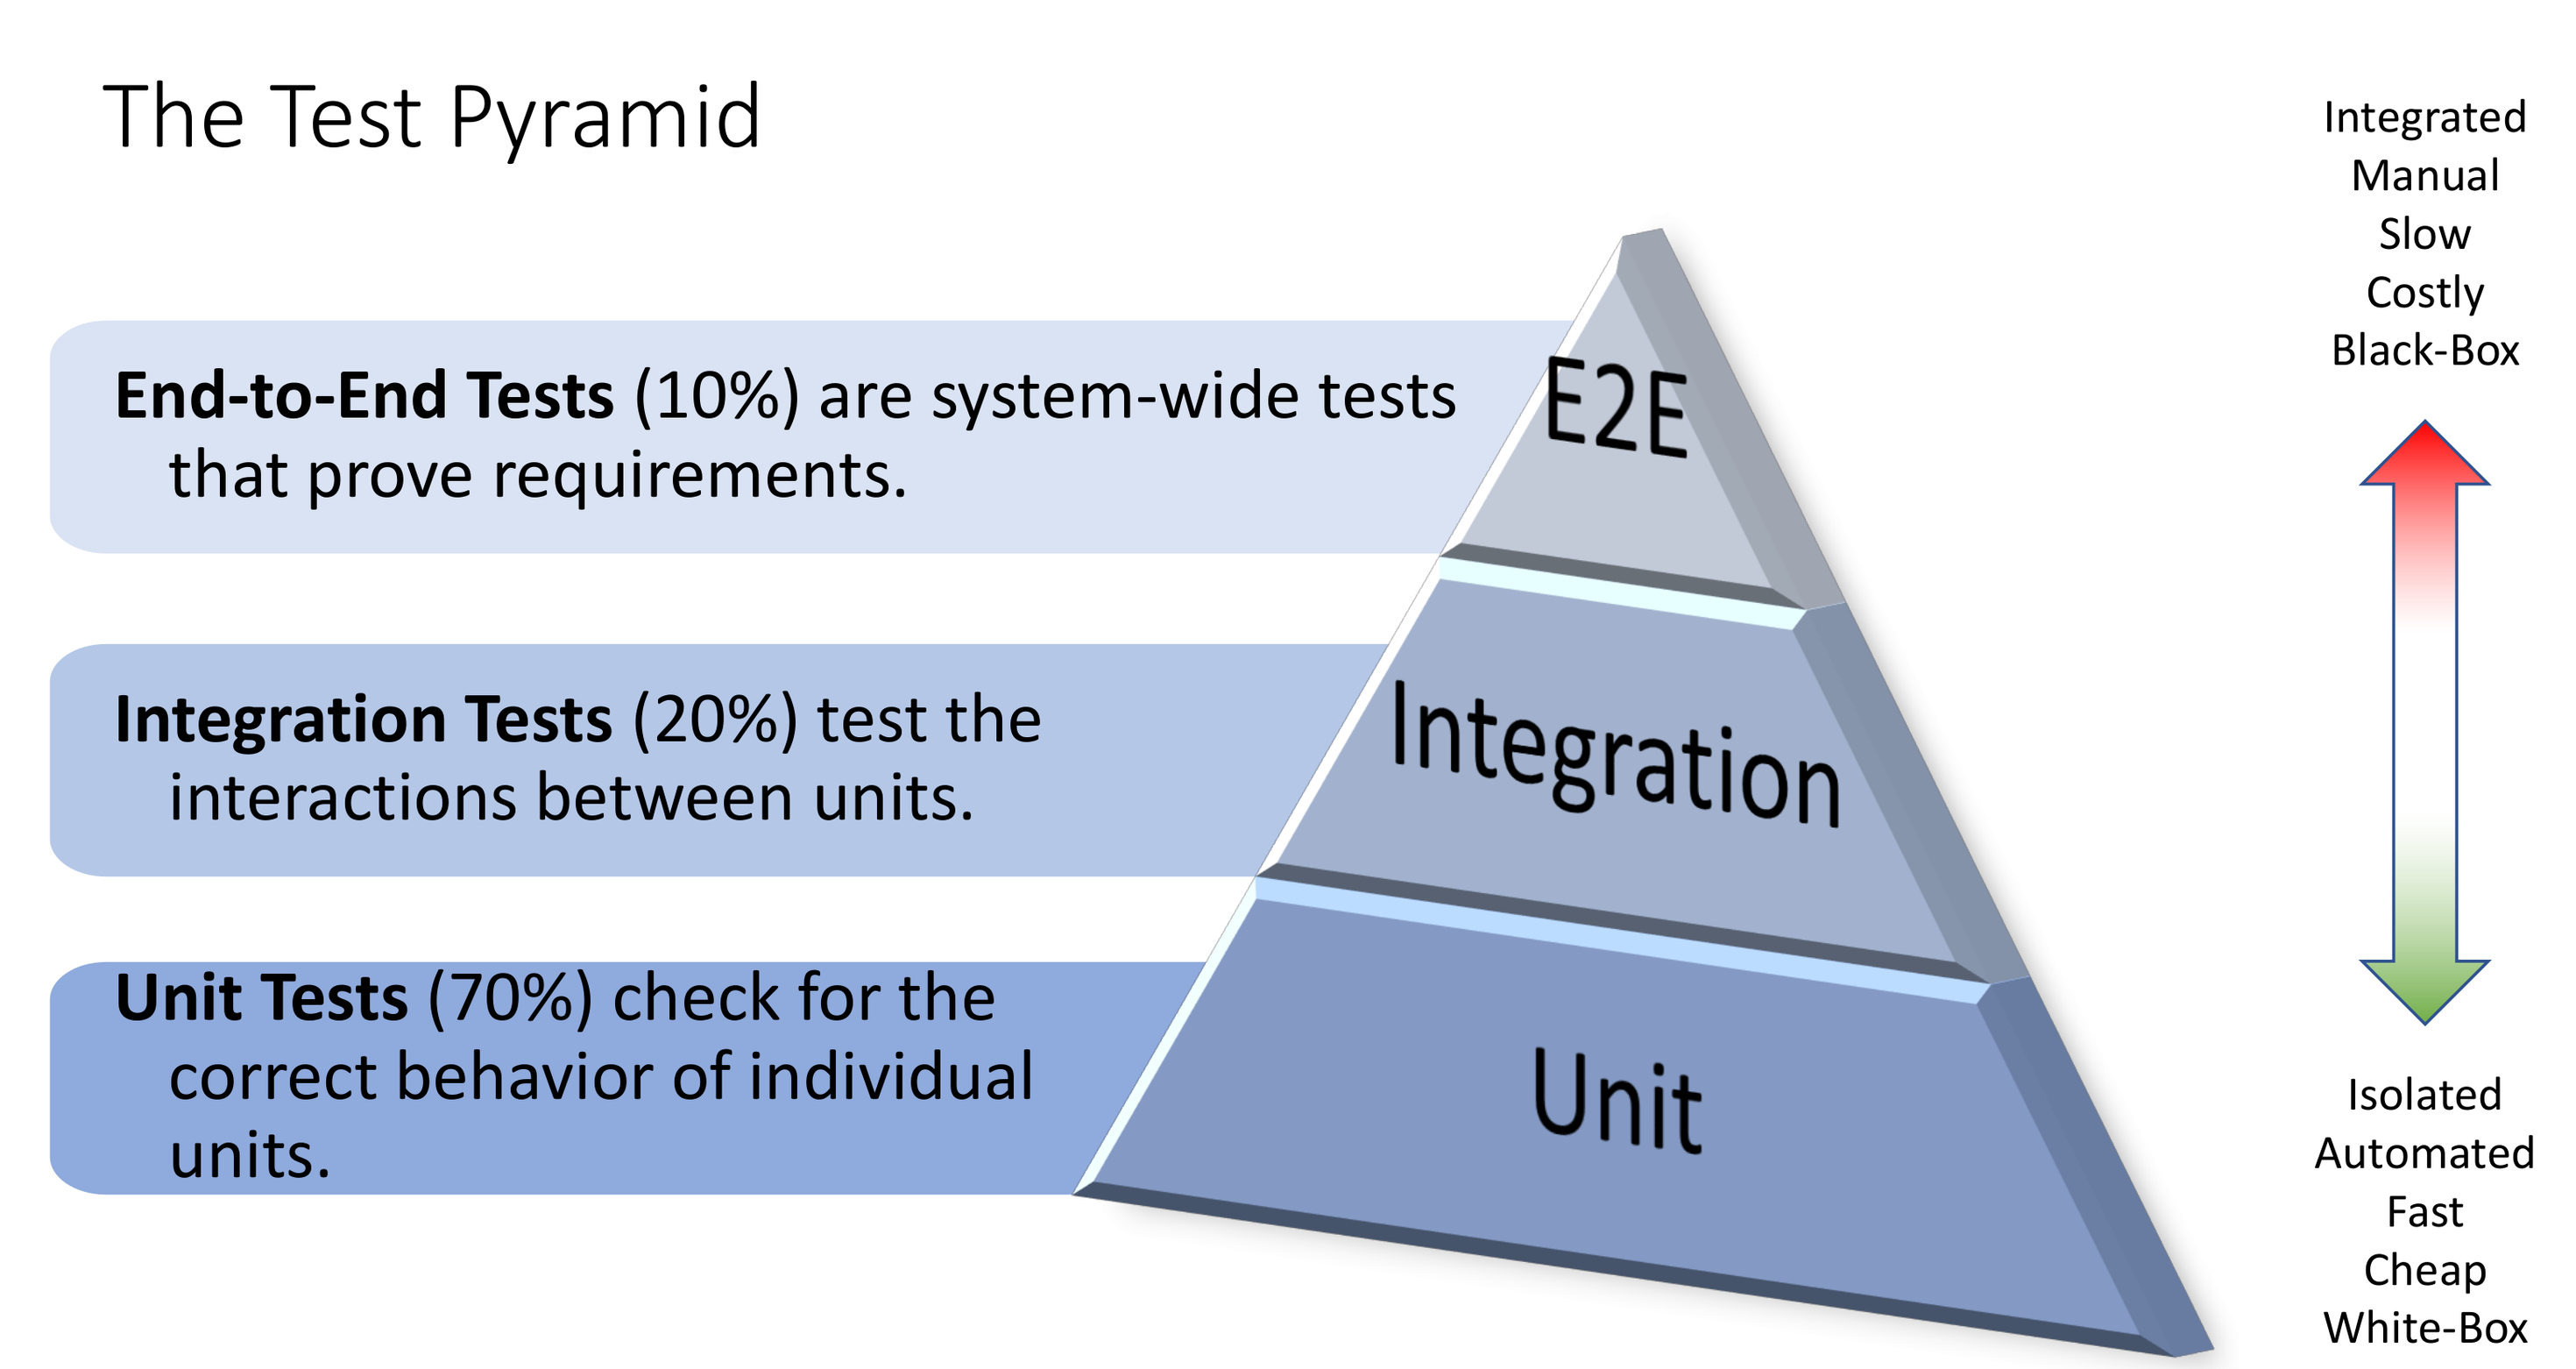 The Test Pyramid
End-to-End Tests (10%) are system-wide tests
that prove requirements.
Integration Tests (20%) test the
interactions between units.
Unit Tests (70%) check for the
correct behavior of individual
units.
E2E
Integration
Unit
Integrated
Manual
Slow
Costly
Black-Box
Isolated
Automated
Fast
Cheap
White-Box